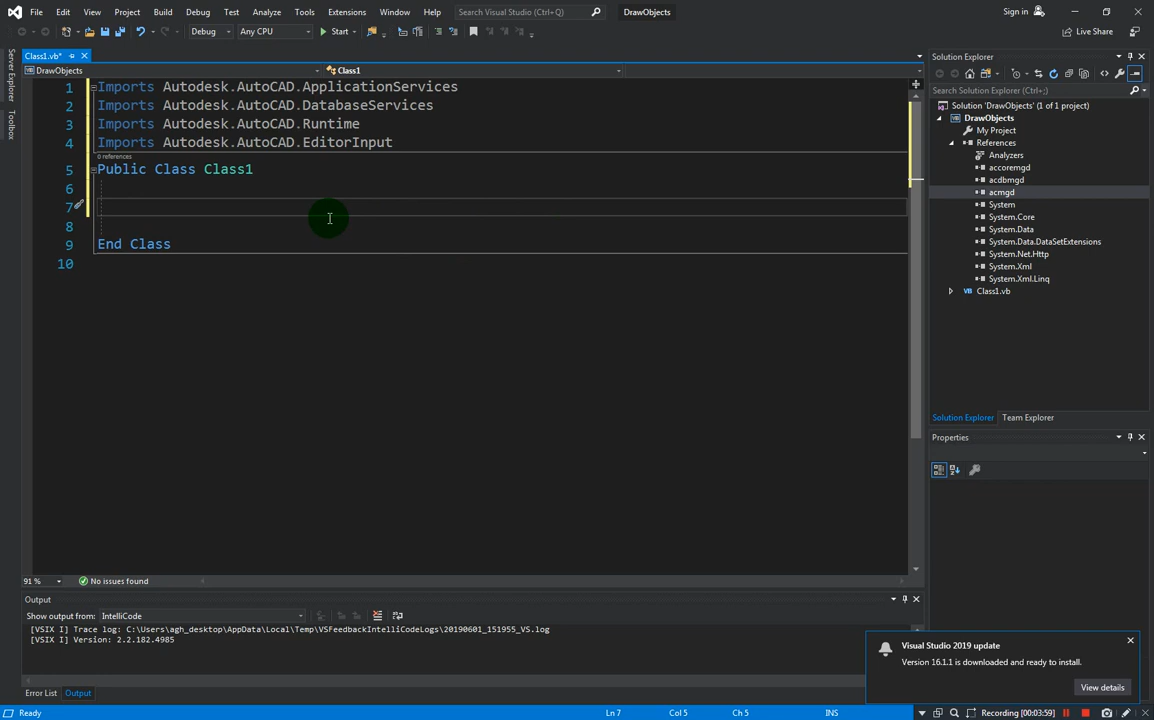 File Edit View Project Build Debug Test Analyze Tools Extensions Window Help Search Visual Studio (Ctrl+Q) DrawObjects Sign in
Debug Any CPU Start Live Share
Class1.vb*
DrawObjects Class1
Server Explorer
Toolbox
1 Imports Autodesk.AutoCAD.ApplicationServices
2 Imports Autodesk.AutoCAD.DatabaseServices
3 Imports Autodesk.AutoCAD.Runtime
4 Imports Autodesk.AutoCAD.EditorInput
0 references
5 Public Class Class1
6
7
8
9 End Class
10
91 % No issues found
Output
Show output from: IntelliCode
[VSIX I] Trace log: C:\Users\agh_desktop\AppData\Local\Temp\VSFeedbackIntelliCodeLogs\20190601_151955_VS.log
[VSIX I] Version: 2.2.182.4985
Error List Output
Solution Explorer
Search Solution Explorer (Ctrl+;)
Solution 'DrawObjects' (1 of 1 project)
DrawObjects
My Project
References
Analyzers
accoremgd
acdbmgd
acmgd
System
System.Core
System.Data
System.Data.DataSetExtensions
System.Net.Http
System.Xml
System.Xml.Linq
Class1.vb
Solution Explorer Team Explorer
Properties
Visual Studio 2019 update
Version 16.1.1 is downloaded and ready to install.
View details
Ready Ln 7 Col 5 Ch 5 INS Recording [00:03:59]